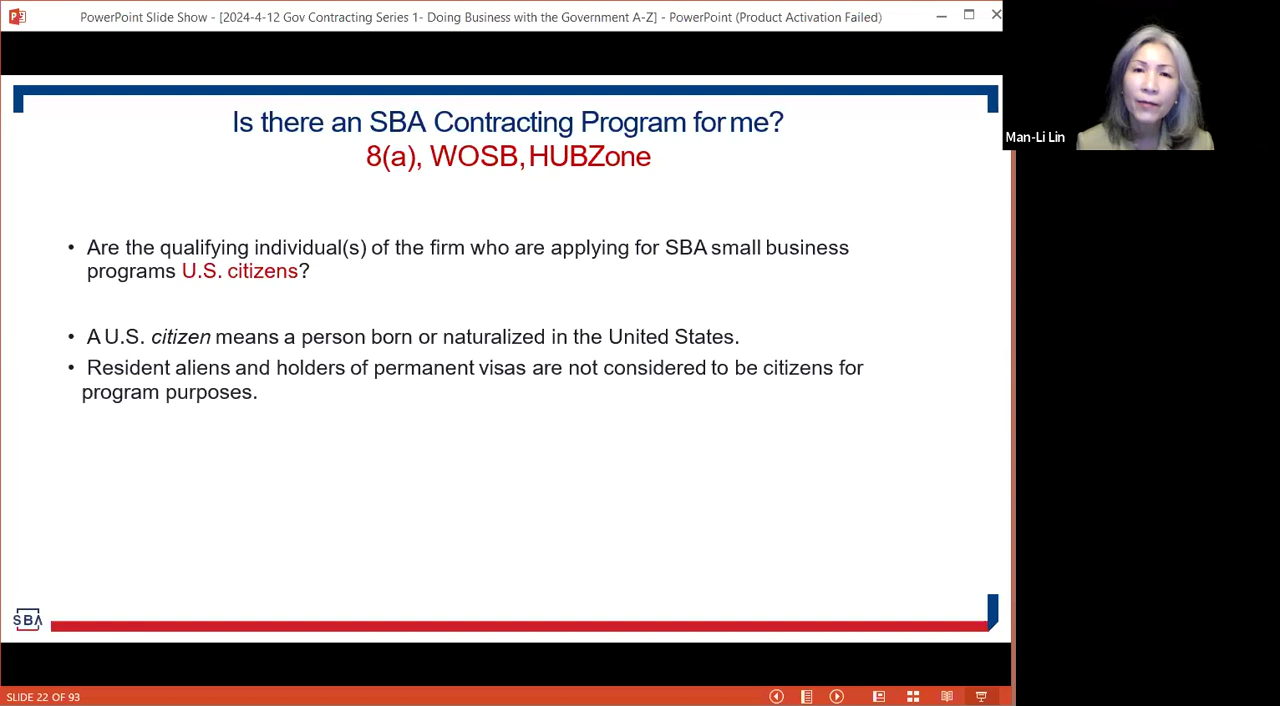 PowerPoint Slide Show - [2024-4-12 Gov Contracting Series 1- Doing Business with the Government A-Z] - PowerPoint (Product Activation Failed)
Man-Li Lin
Is there an SBA Contracting Program for me?
8(a), WOSB, HUBZone
• Are the qualifying individual(s) of the firm who are applying for SBA small business
programs U.S. citizens?
• A U.S. citizen means a person born or naturalized in the United States.
• Resident aliens and holders of permanent visas are not considered to be citizens for
program purposes.
SBA
SLIDE 22 OF 93